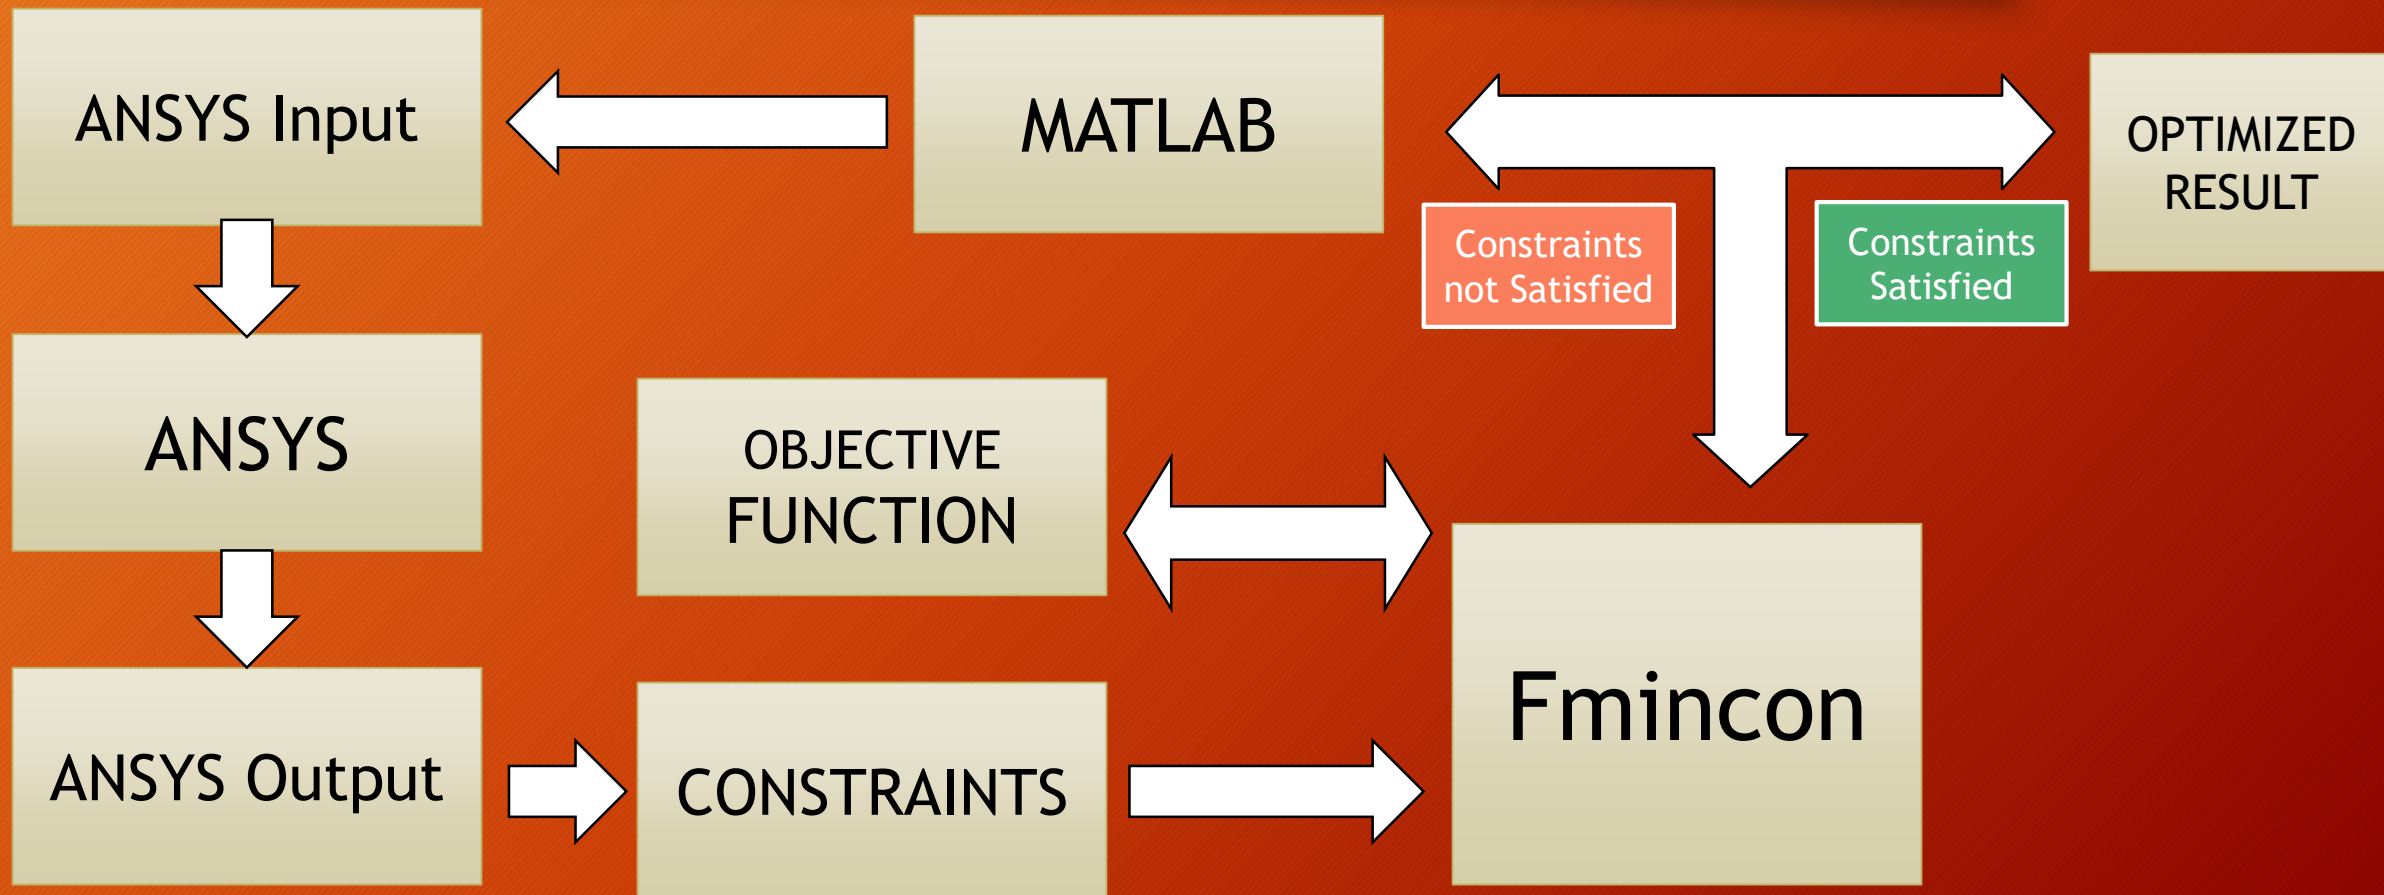 ANSYS Input
MATLAB
OPTIMIZED
RESULT
Constraints
not Satisfied
Constraints
Satisfied
ANSYS
OBJECTIVE
FUNCTION
Fmincon
ANSYS Output
CONSTRAINTS